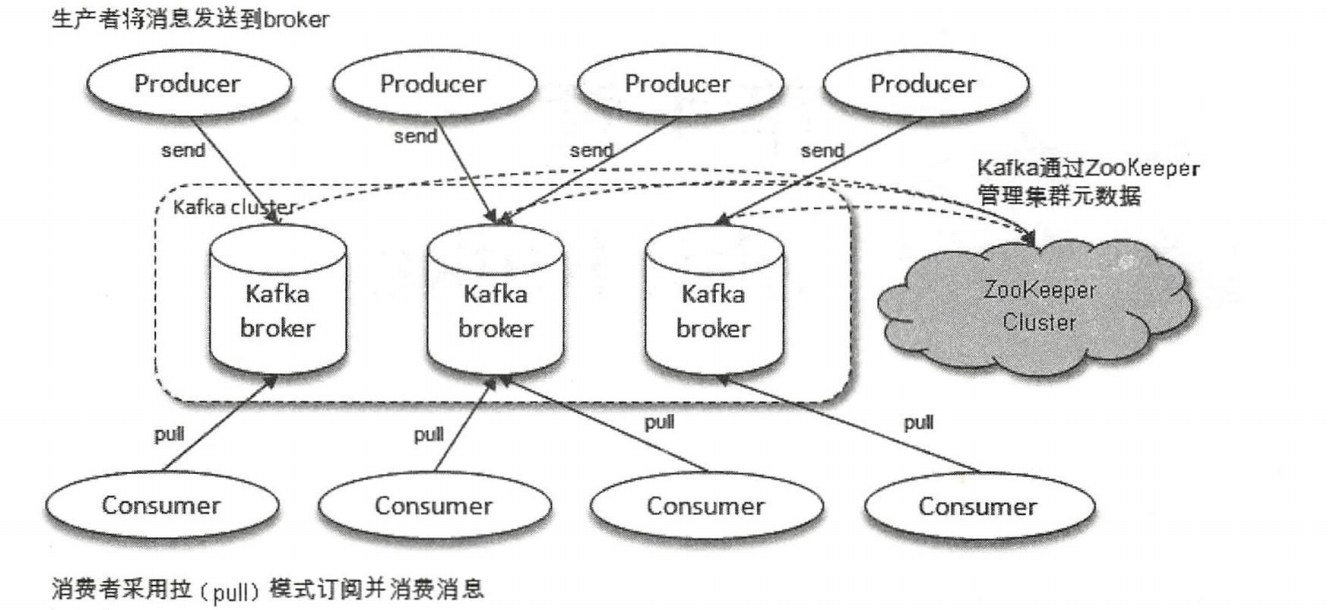 生产者将消息发送到broker
Producer
Producer
Producer
Producer
send
send
send
send
Kafka通过ZooKeeper
管理集群元数据
Kafka cluster
Kafka
broker
Kafka
broker
Kafka
broker
ZooKeeper
Cluster
pull
pull
pull
pull
Consumer
Consumer
Consumer
Consumer
消费者采用拉（pull）模式订阅并消费消息